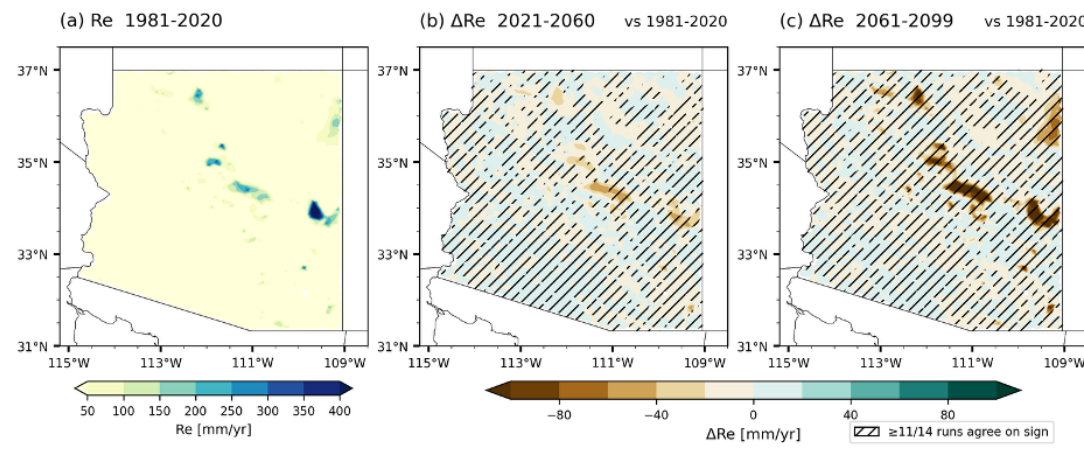 (a) Re 1981-2020
(b) ΔRe 2021-2060 vs 1981-2020
(c) ΔRe 2061-2099 vs 1981-2020
37°N
35°N
33°N
31°N
115°W 113°W 111°W 109°W
37°N
35°N
33°N
31°N
115°W 113°W 111°W 109°W
37°N
35°N
33°N
31°N
115°W 113°W 111°W 109°W
50 100 150 200 250 300 350 400
Re [mm/yr]
−80 −40 0 40 80
ΔRe [mm/yr]
≥11/14 runs agree on sign